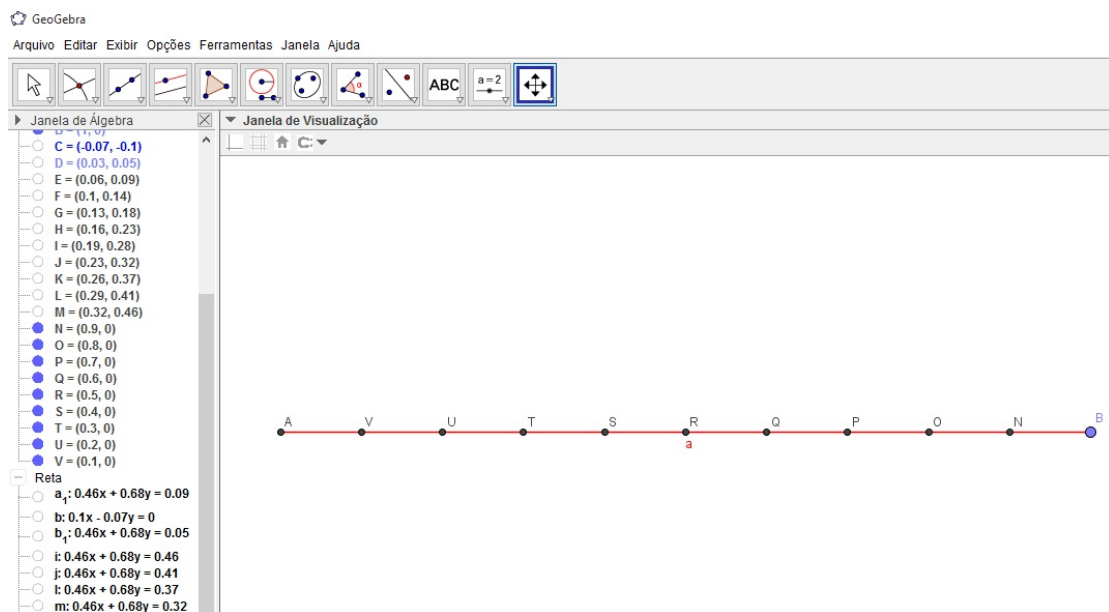 GeoGebra
Arquivo Editar Exibir Opções Ferramentas Janela Ajuda
ABC a=2
Janela de Álgebra
Janela de Visualização
B = (1, 0)
C = (-0.07, -0.1)
D = (0.03, 0.05)
E = (0.06, 0.09)
F = (0.1, 0.14)
G = (0.13, 0.18)
H = (0.16, 0.23)
I = (0.19, 0.28)
J = (0.23, 0.32)
K = (0.26, 0.37)
L = (0.29, 0.41)
M = (0.32, 0.46)
N = (0.9, 0)
O = (0.8, 0)
P = (0.7, 0)
Q = (0.6, 0)
R = (0.5, 0)
S = (0.4, 0)
T = (0.3, 0)
U = (0.2, 0)
V = (0.1, 0)
Reta
a₁: 0.46x + 0.68y = 0.09
b: 0.1x - 0.07y = 0
b₁: 0.46x + 0.68y = 0.05
i: 0.46x + 0.68y = 0.46
j: 0.46x + 0.68y = 0.41
l: 0.46x + 0.68y = 0.37
m: 0.46x + 0.68y = 0.32
A V U T S R Q P O N B
a